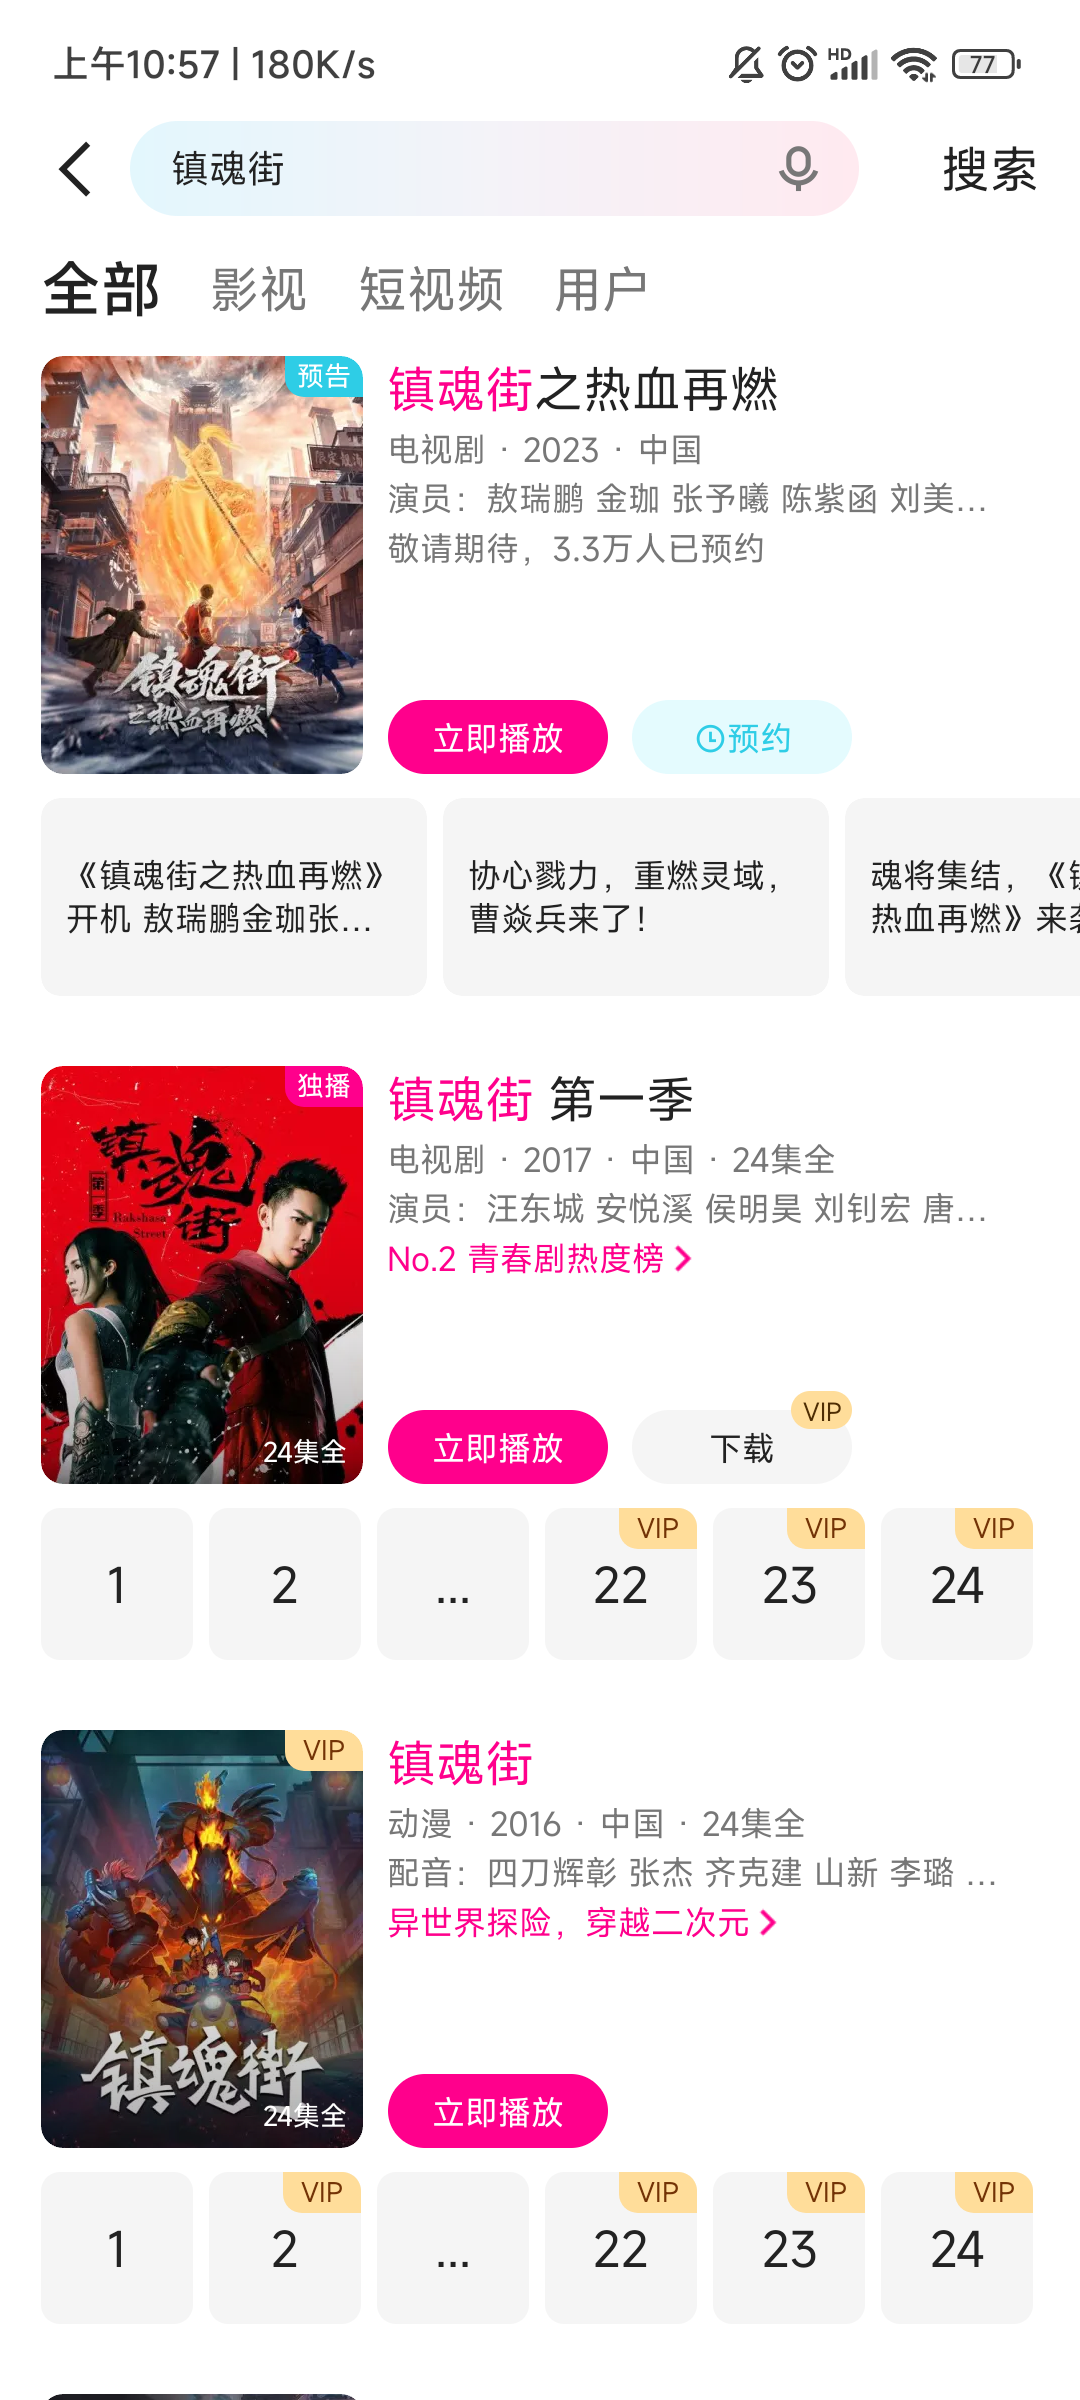 上午10:57 | 180K/s
HD
77
镇魂街
搜索
全部 影视 短视频 用户
预告
镇魂街
之热血再燃
镇魂街之热血再燃
电视剧 · 2023 · 中国
演员：敖瑞鹏 金珈 张予曦 陈紫函 刘美...
敬请期待，3.3万人已预约
立即播放
预约
《镇魂街之热血再燃》
开机 敖瑞鹏金珈张...
协心戮力，重燃灵域，
曹焱兵来了！
魂将集结，《镇
热血再燃》来袭
独播
镇魂街
第一季
Rakshasa
Street
24集全
镇魂街 第一季
电视剧 · 2017 · 中国 · 24集全
演员：汪东城 安悦溪 侯明昊 刘钊宏 唐...
No.2 青春剧热度榜
立即播放
下载
VIP
1
2
...
22
VIP
23
VIP
24
VIP
VIP
镇魂街
24集全
镇魂街
动漫 · 2016 · 中国 · 24集全
配音：四刀辉彰 张杰 齐克建 山新 李璐 ...
异世界探险，穿越二次元
立即播放
1
2
VIP
...
22
VIP
23
VIP
24
VIP